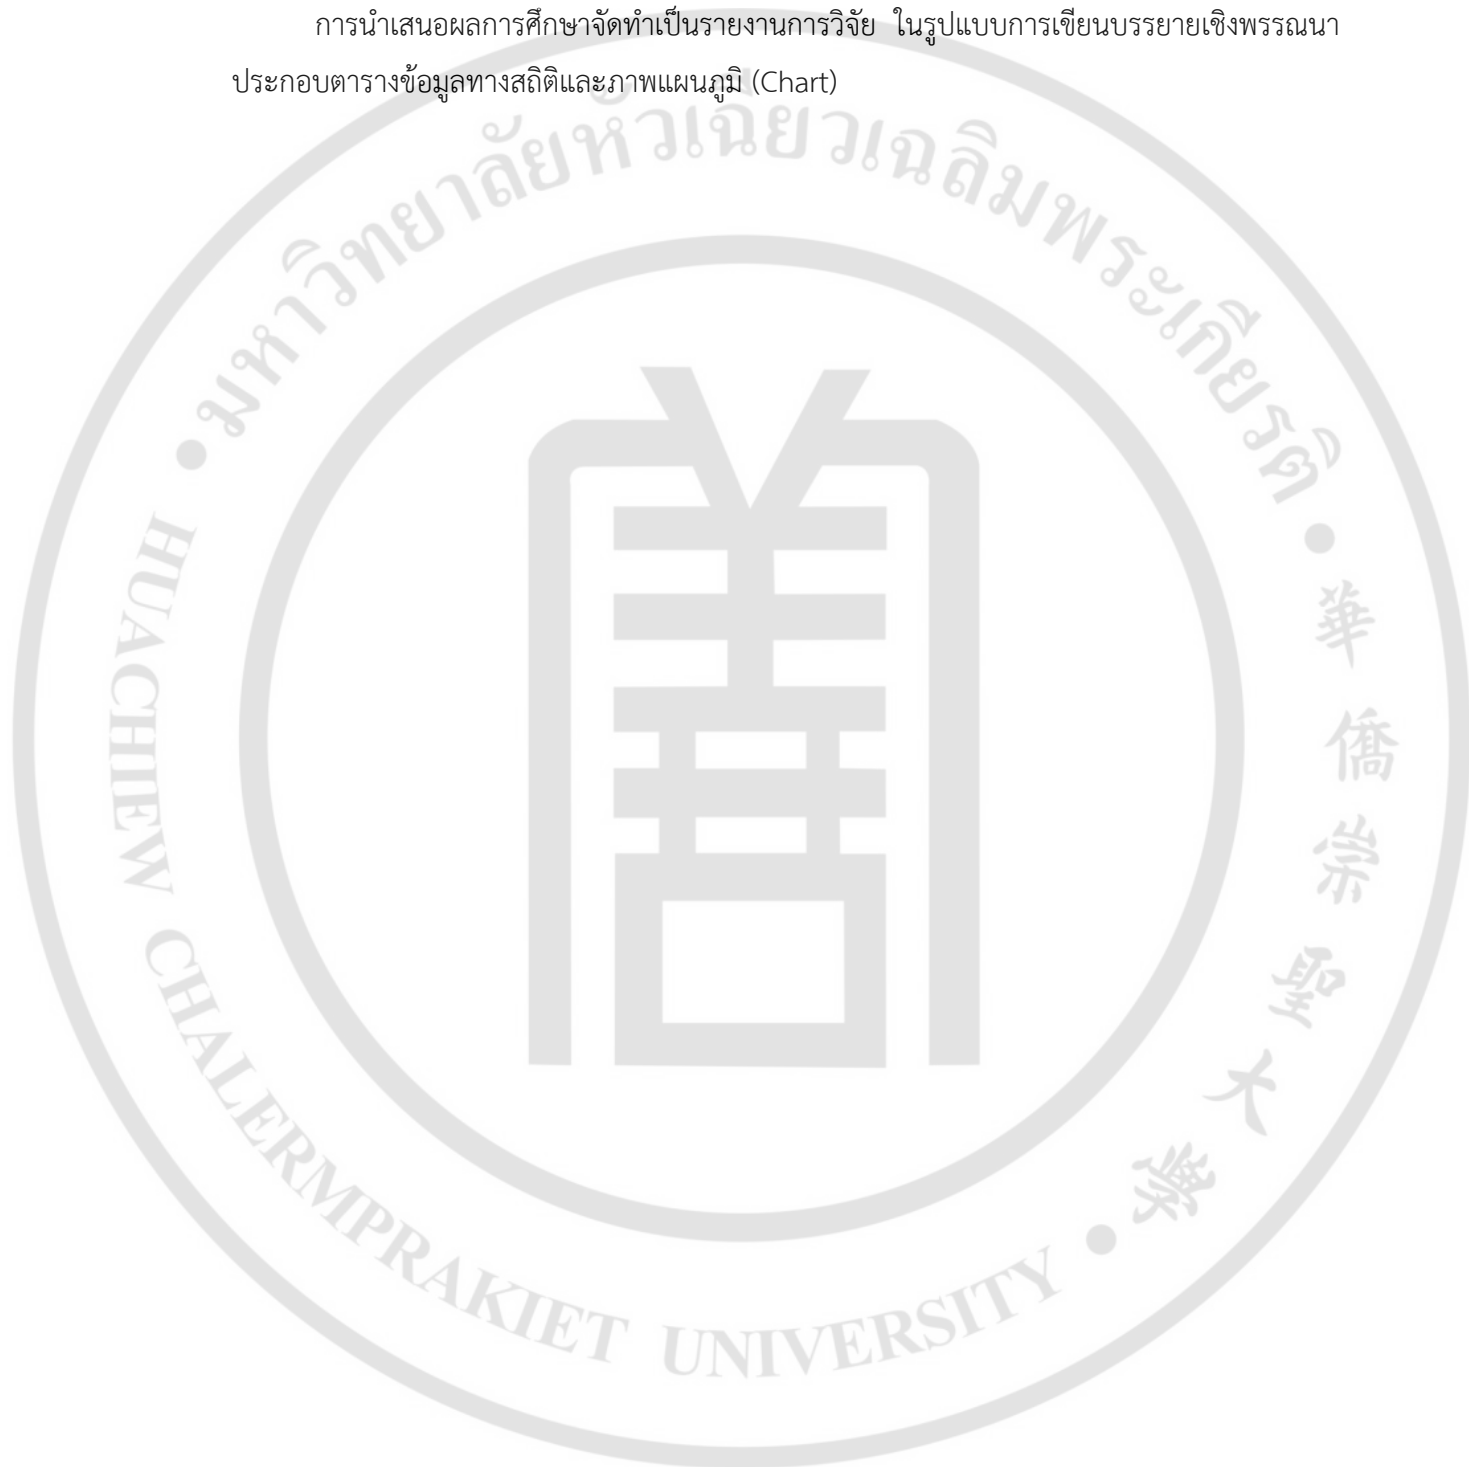 การนำเสนอผลการศึกษาจัดทำเป็นรายงานการวิจัย ในรูปแบบการเขียนบรรยายเชิงพรรณนา
ประกอบตารางข้อมูลทางสถิติและภาพแผนภูมิ (Chart)
•มหาวิทยาลัยหัวเฉียวเฉลิมพระเกียรติ•
華僑崇聖大學
HUACHIEW CHALERMPRAKIET UNIVERSITY •